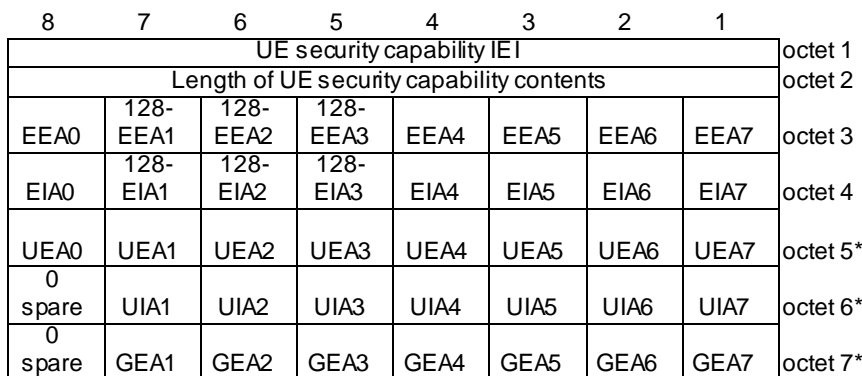 8 7 6 5 4 3 2 1
UE security capability IEI octet 1
Length of UE security capability contents octet 2
128- 128- 128-
EEA0 EEA1 EEA2 EEA3 EEA4 EEA5 EEA6 EEA7 octet 3
128- 128- 128-
EIA0 EIA1 EIA2 EIA3 EIA4 EIA5 EIA6 EIA7 octet 4
UEA0 UEA1 UEA2 UEA3 UEA4 UEA5 UEA6 UEA7 octet 5*
0
spare UIA1 UIA2 UIA3 UIA4 UIA5 UIA6 UIA7 octet 6*
0
spare GEA1 GEA2 GEA3 GEA4 GEA5 GEA6 GEA7 octet 7*